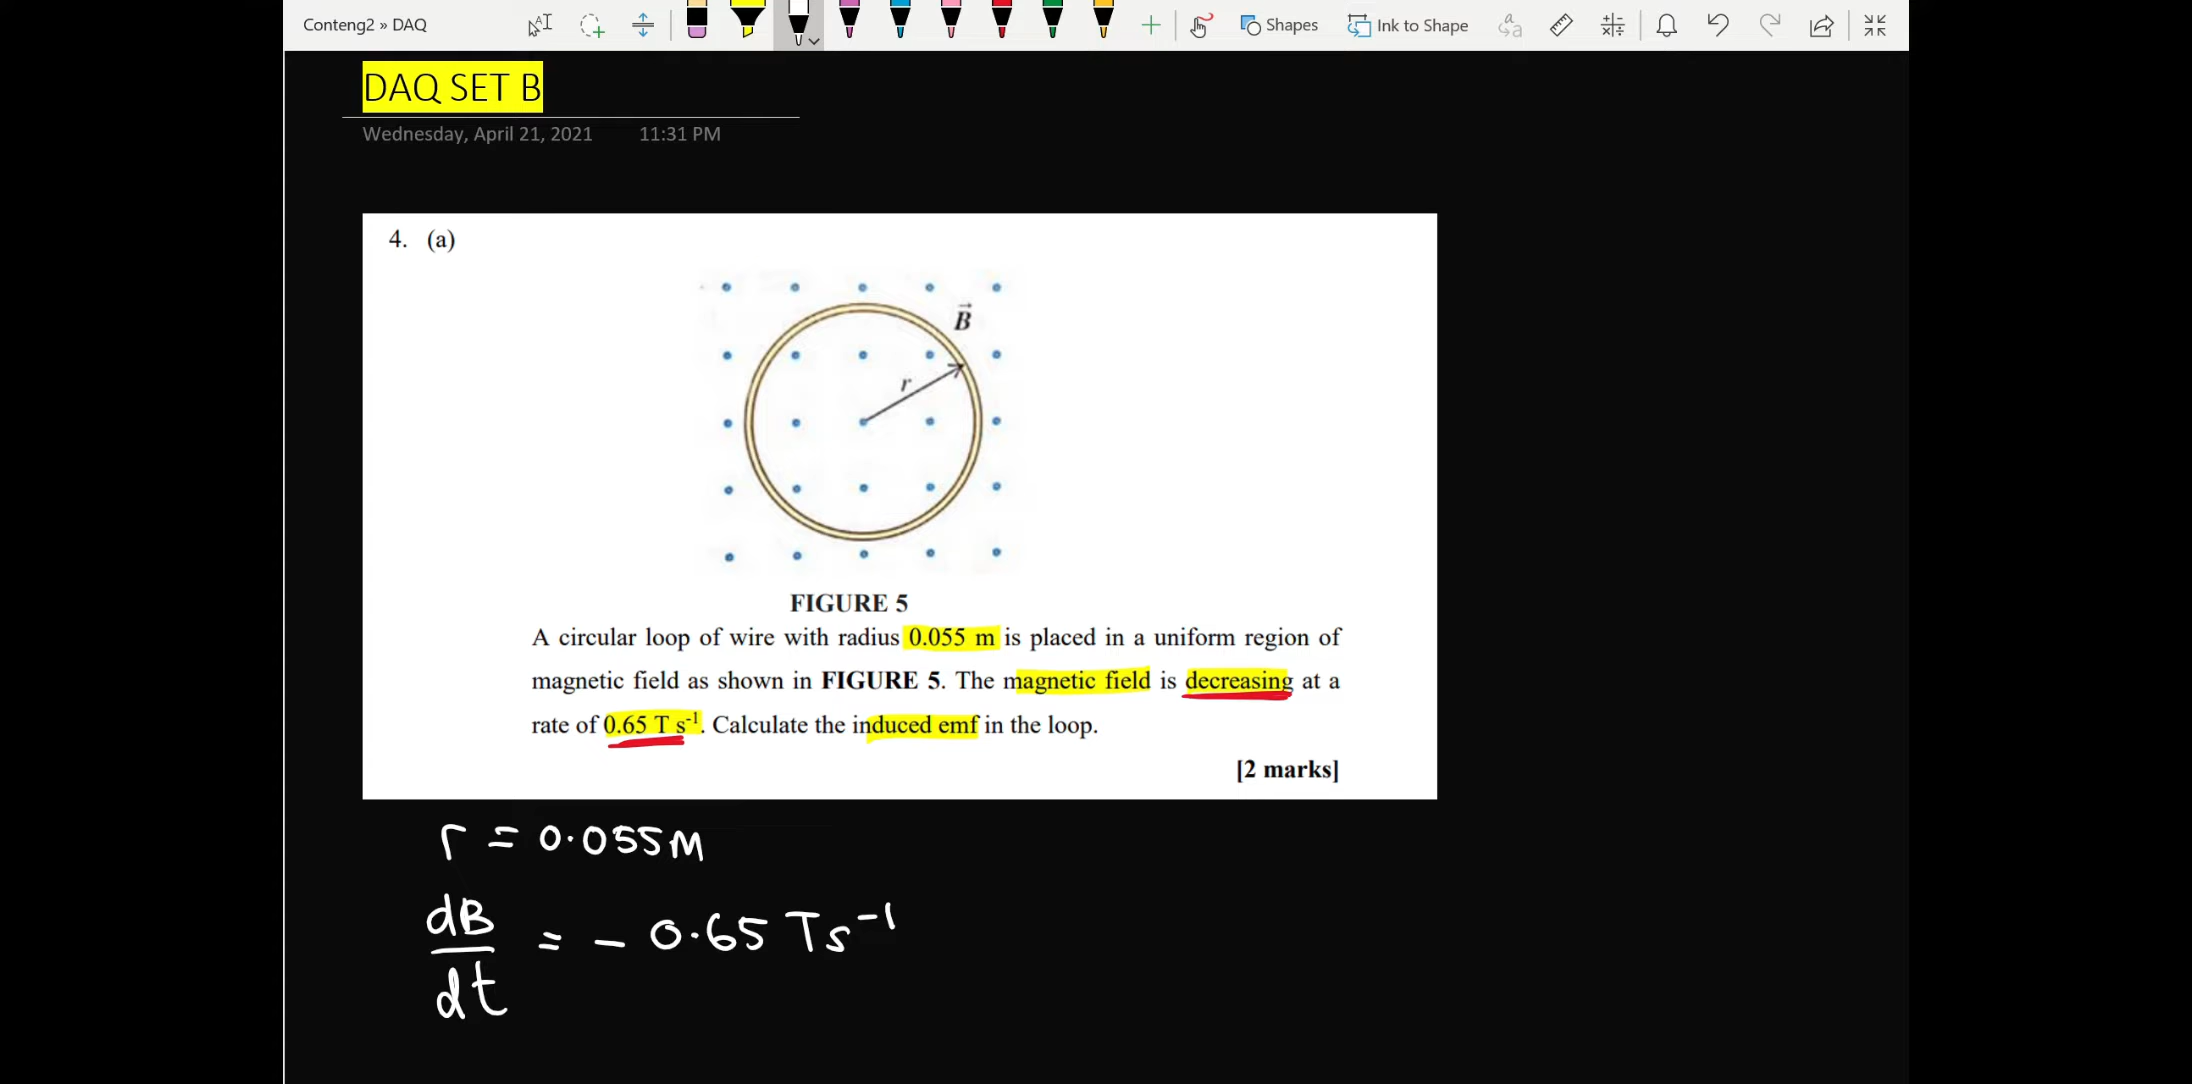 Conteng2 » DAQ
Shapes
Ink to Shape
DAQ SET B
Wednesday, April 21, 2021 11:31 PM
4. (a)
B
r
FIGURE 5
A circular loop of wire with radius 0.055 m is placed in a uniform region of
magnetic field as shown in FIGURE 5. The magnetic field is decreasing at a
rate of 0.65 T s⁻¹. Calculate the induced emf in the loop.
[2 marks]
r = 0.055m
dB/dt = - 0.65 Ts⁻¹